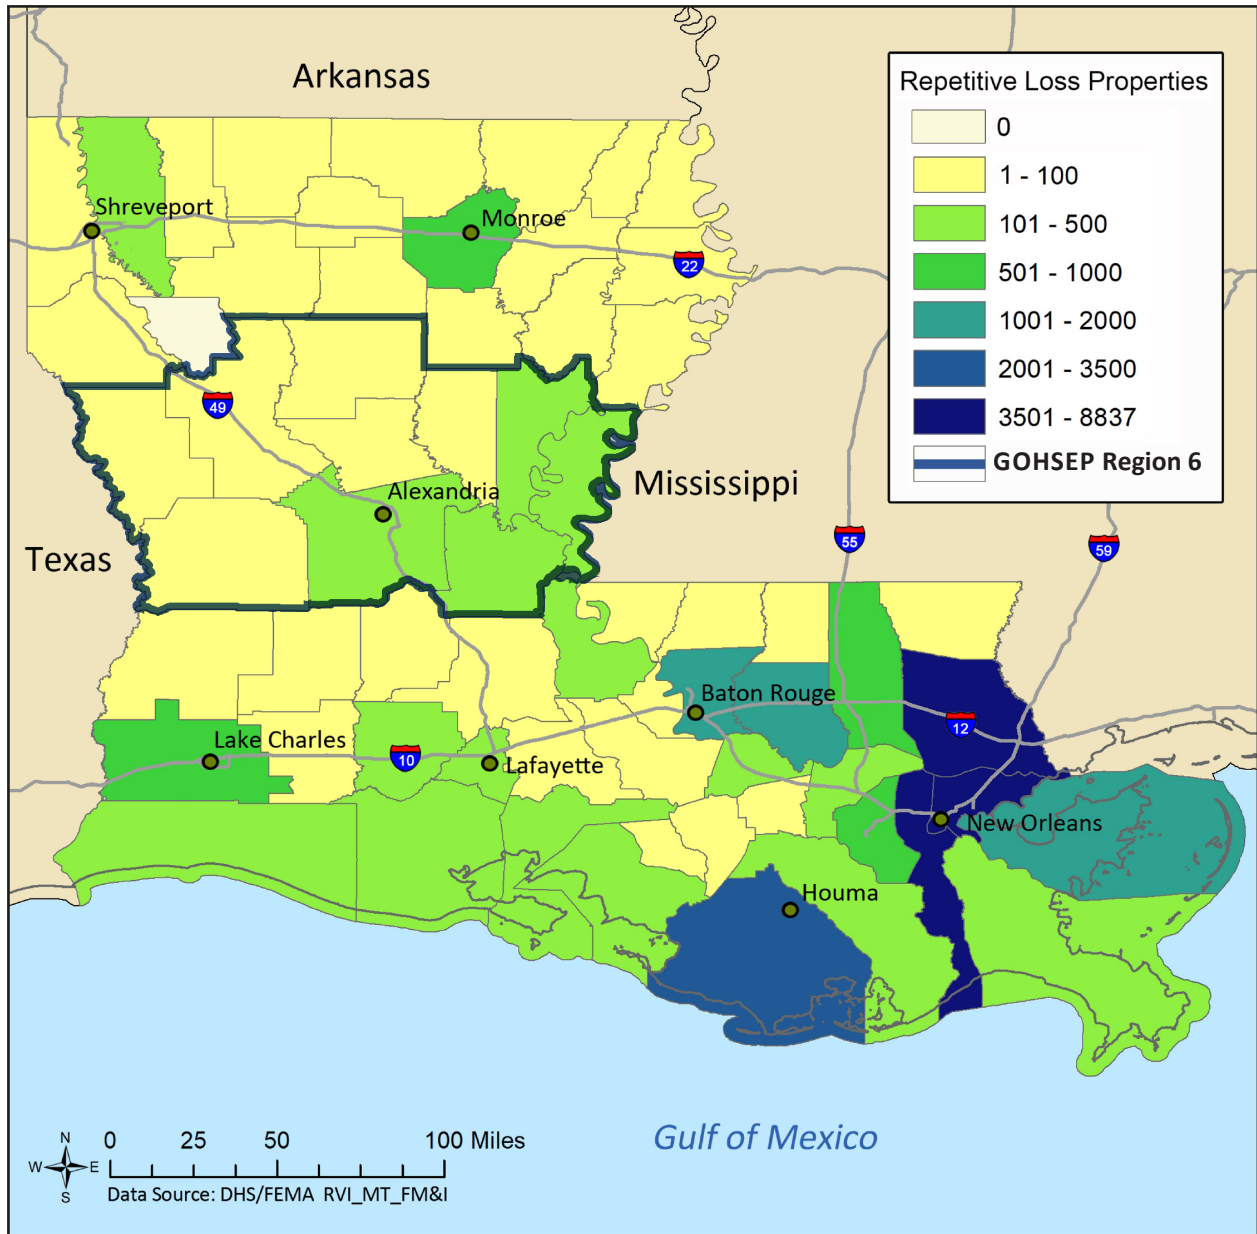 Arkansas
Repetitive Loss Properties
0
1 - 100
101 - 500
501 - 1000
1001 - 2000
2001 - 3500
3501 - 8837
GOHSEP Region 6
Shreveport
Monroe
22
49
Alexandria
Mississippi
Texas
55
59
Baton Rouge
12
Lake Charles
10
Lafayette
New Orleans
Houma
Gulf of Mexico
N
W E
S
0 25 50 100 Miles
Data Source: DHS/FEMA RVI_MT_FM&I